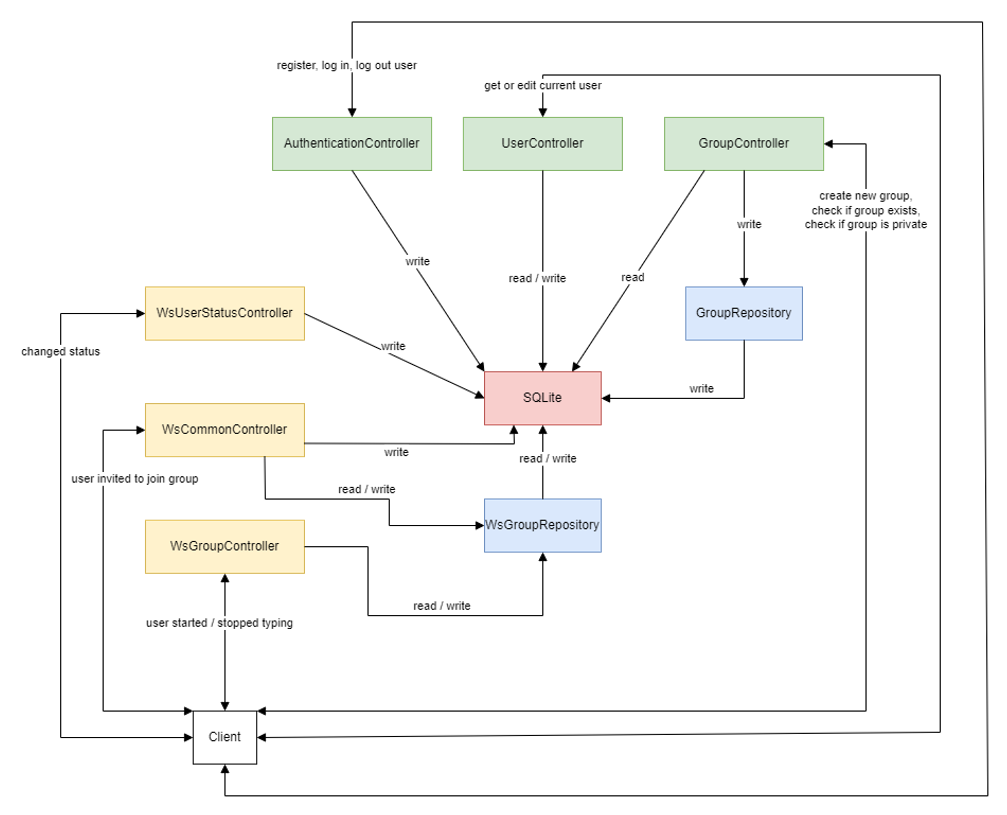 register, log in, log out user
get or edit current user
AuthenticationController
UserController
GroupController
create new group,
check if group exists,
check if group is private
write
write
read / write
read
WsUserStatusController
GroupRepository
changed status
write
SQLite
write
WsCommonController
write
read / write
user invited to join group
read / write
WsGroupRepository
WsGroupController
read / write
user started / stopped typing
Client